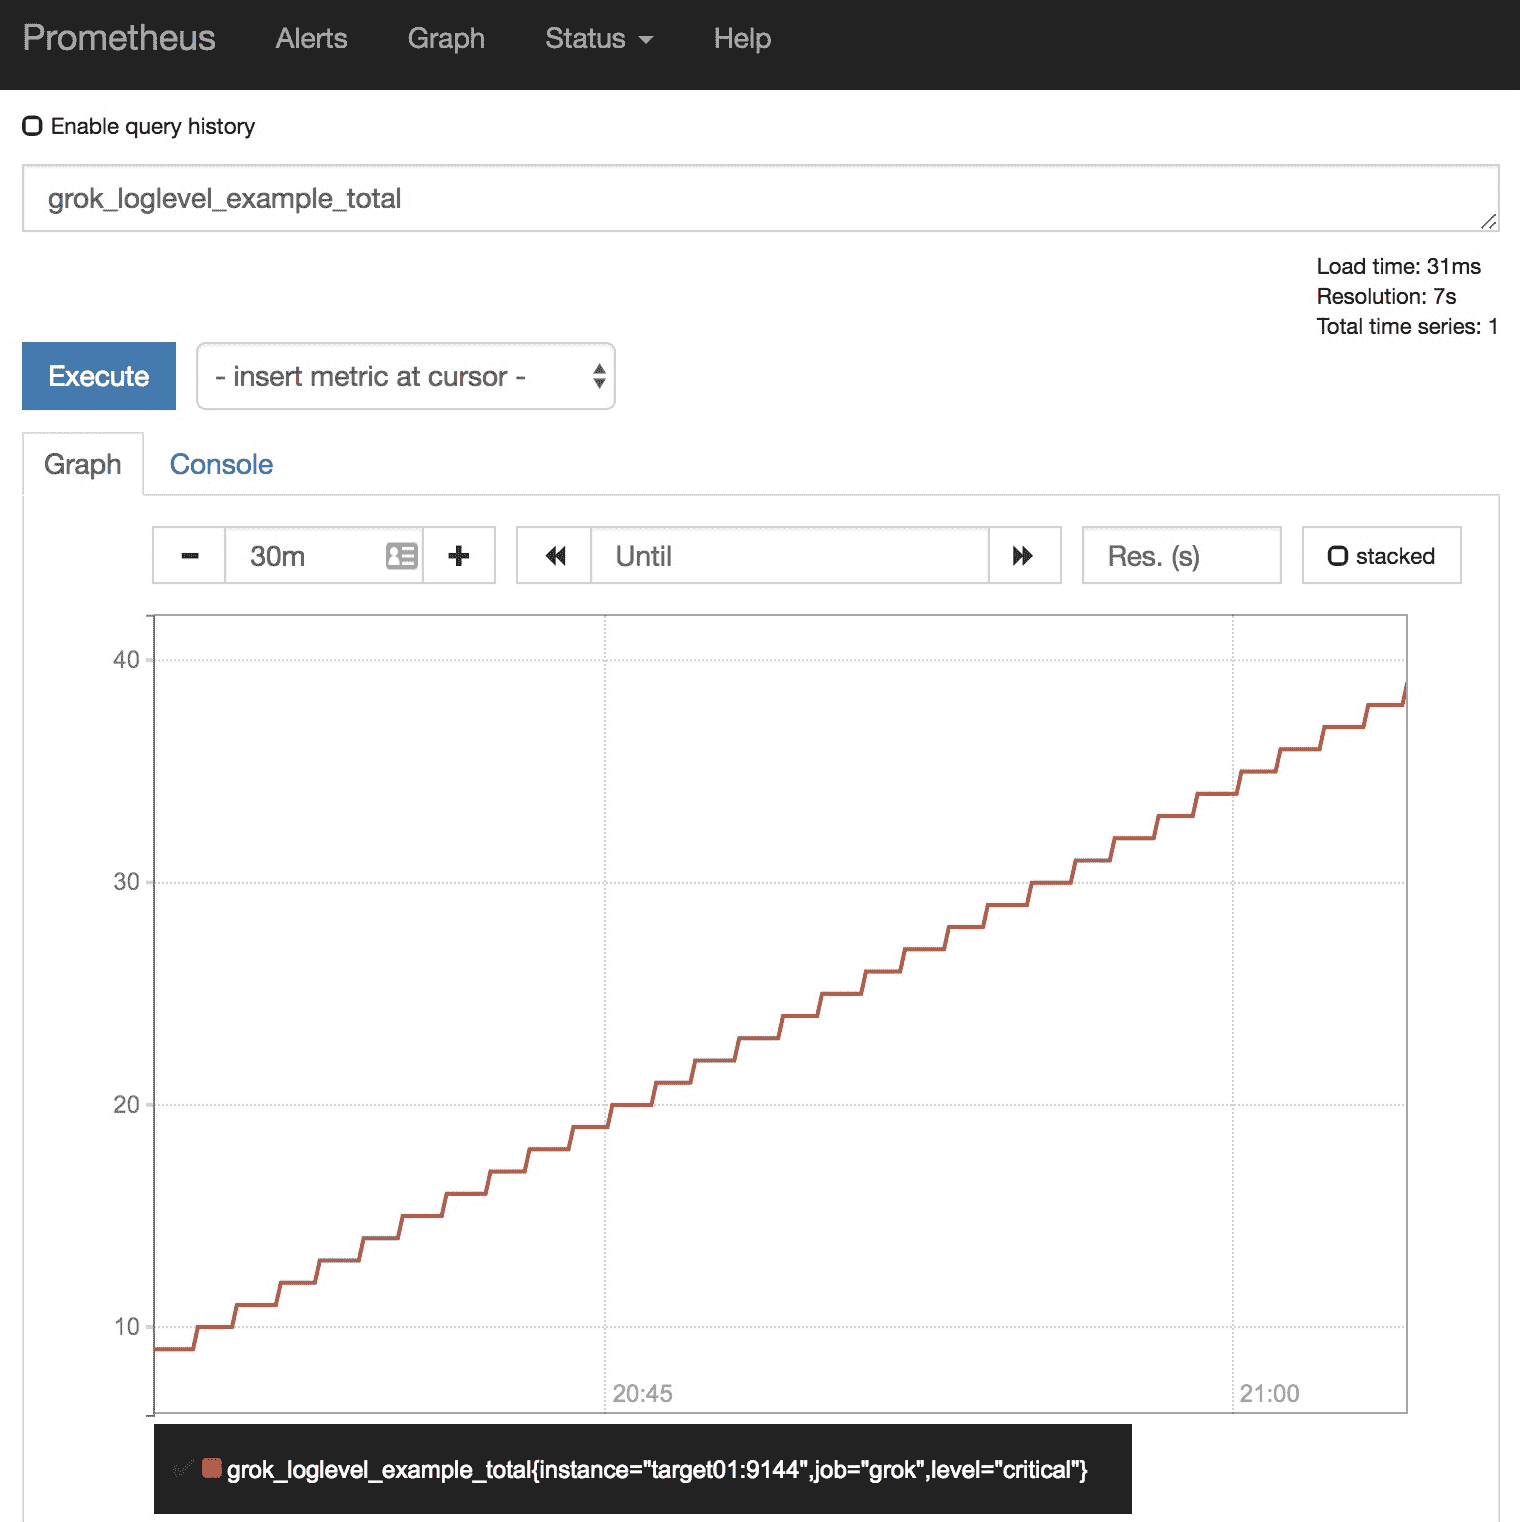 Prometheus Alerts Graph Status Help
Enable query history
grok_loglevel_example_total
Load time: 31ms
Resolution: 7s
Total time series: 1
Execute - insert metric at cursor -
Graph Console
- 30m + Until Res. (s) stacked
40
30
20
10
20:45 21:00
grok_loglevel_example_total{instance="target01:9144",job="grok",level="critical"}